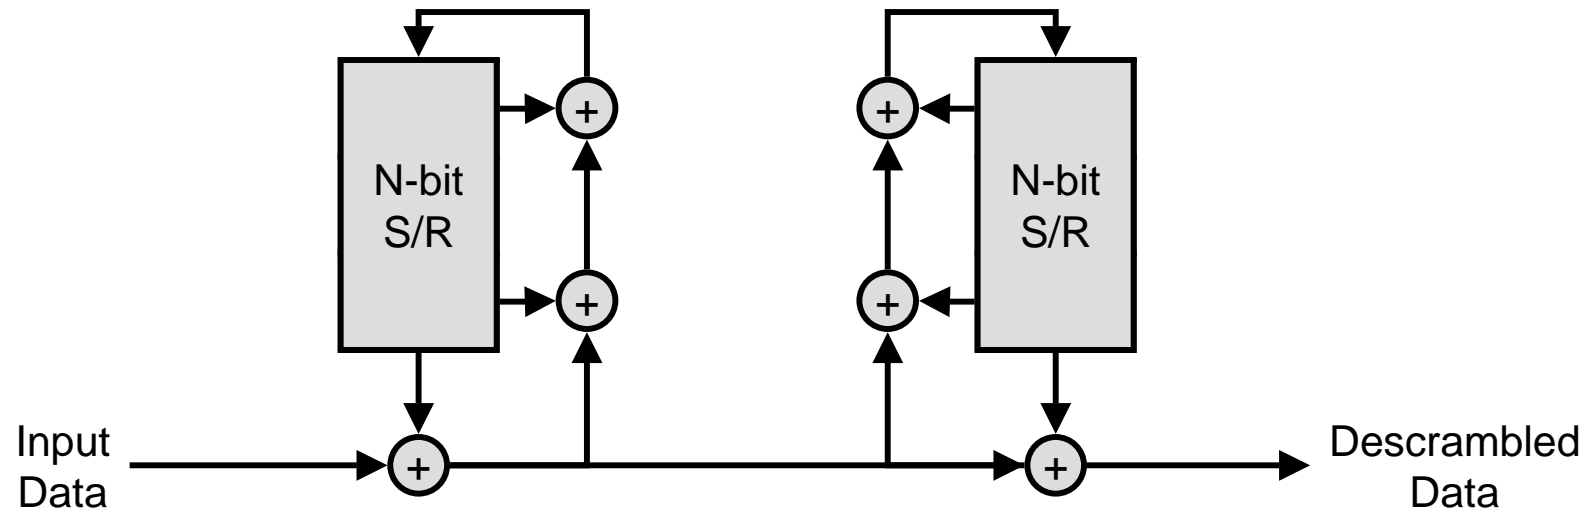 N-bit
S/R
+
+
N-bit
S/R
+
+
Input
Data
+
+
Descrambled
Data